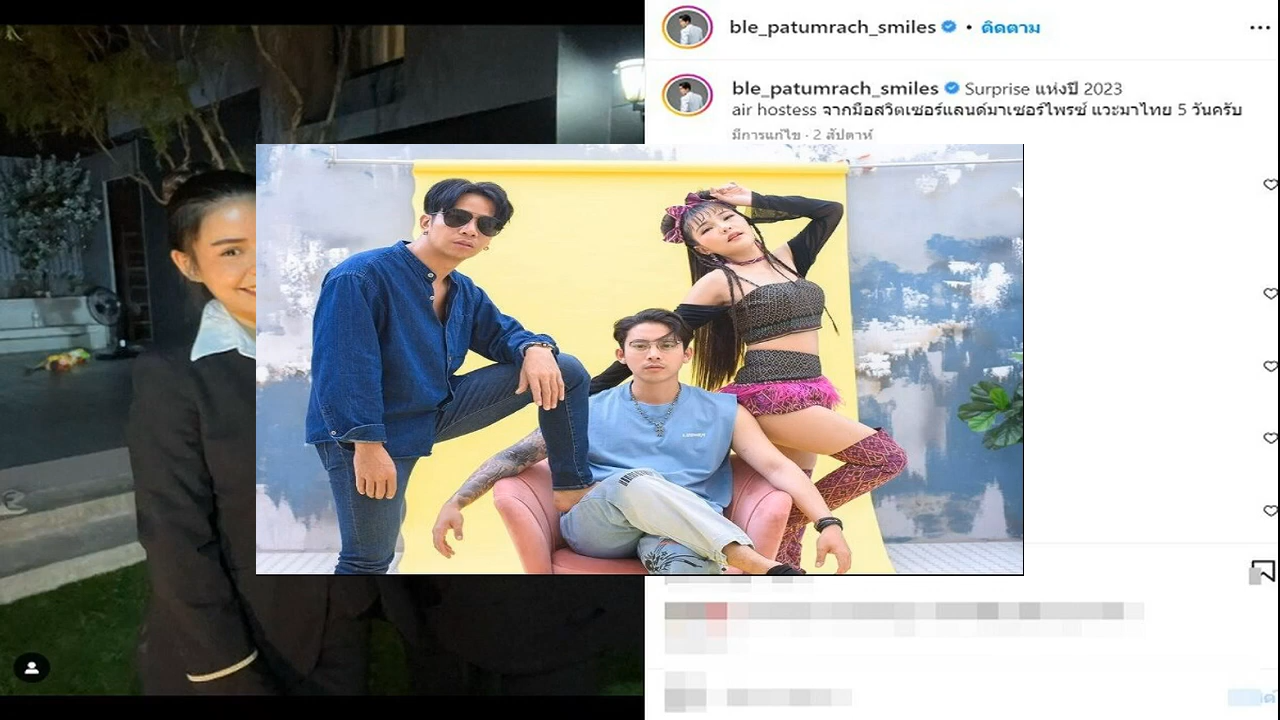 ble_patumrach_smiles • ติดตาม
ble_patumrach_smiles Surprise แห่งปี 2023
air hostess จากมือสวิตเซอร์แลนด์มาเซอร์ไพรซ์ แวะมาไทย 5 วันครับ
มีการแก้ไข · 2 สัปดาห์